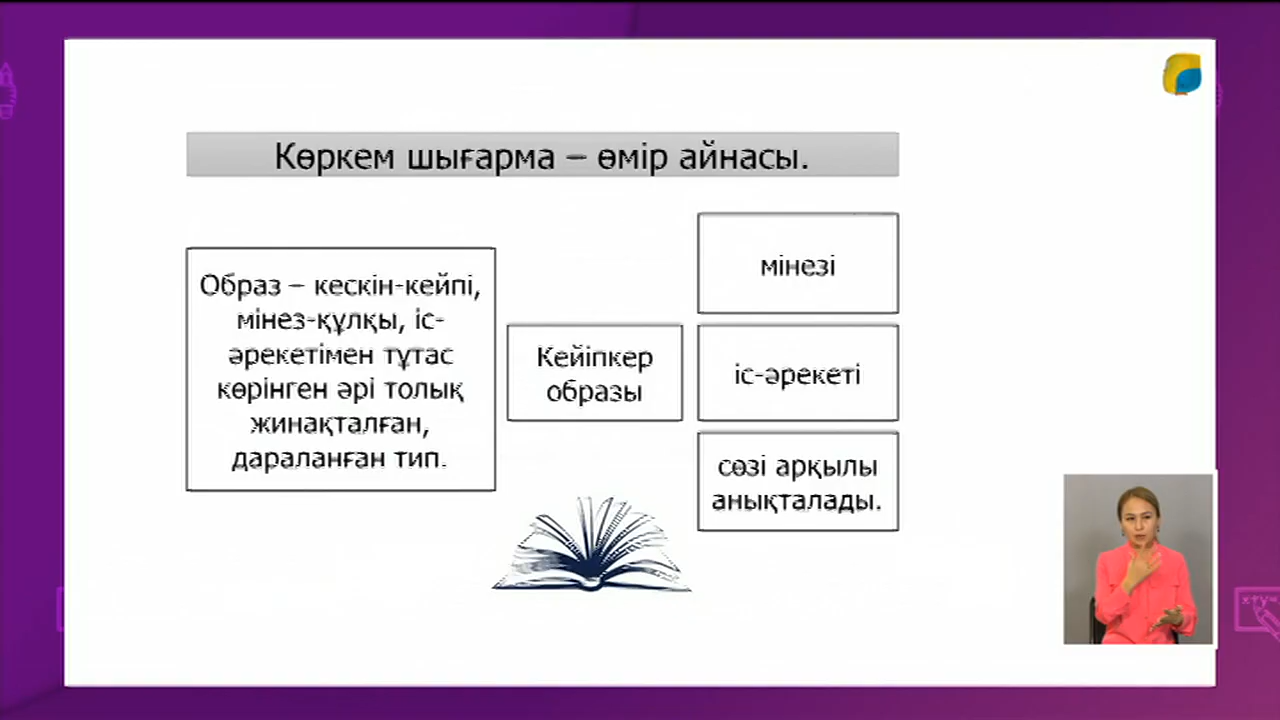 Көркем шығарма – өмір айнасы.
Образ – кескін-кейпі,
мінез-құлқы, іс-
әрекетімен тұтас
көрінген әрі толық
жинақталған,
дараланған тип.
Кейіпкер
образы
мінезі
іс-әрекеті
сөзі арқылы
анықталады.